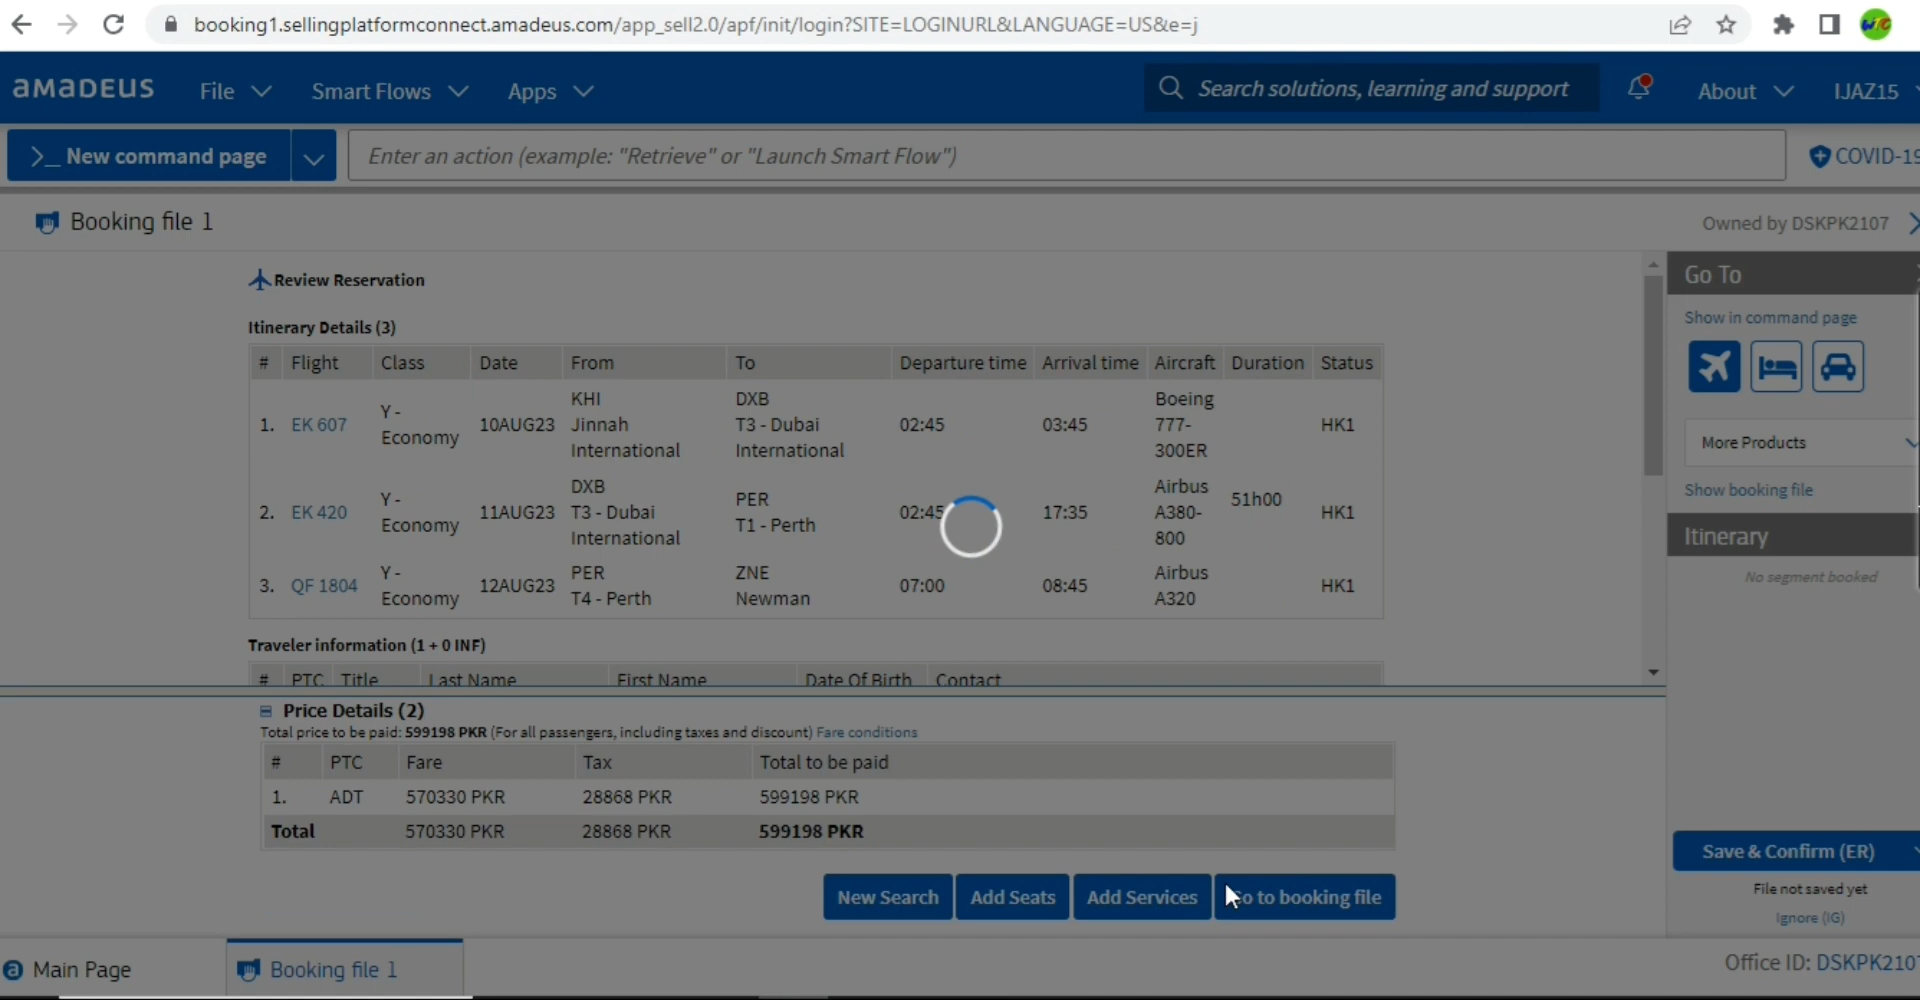 booking1.sellingplatformconnect.amadeus.com/app_sell2.0/apf/init/login?SITE=LOGINURL&LANGUAGE=US&e=j
amadeus File Smart Flows Apps Search solutions, learning and support About IJAZ15
>_ New command page Enter an action (example: "Retrieve" or "Launch Smart Flow") COVID-19
Booking file 1 Owned by DSKPK2107
Review Reservation
Itinerary Details (3)
# Flight Class Date From To Departure time Arrival time Aircraft Duration Status
1. EK 607 Y - Economy 10AUG23 KHI Jinnah International DXB T3 - Dubai International 02:45 03:45 Boeing 777-300ER HK1
2. EK 420 Y - Economy 11AUG23 DXB T3 - Dubai International PER T1 - Perth 02:45 17:35 Airbus A380-800 51h00 HK1
3. QF 1804 Y - Economy 12AUG23 PER T4 - Perth ZNE Newman 07:00 08:45 Airbus A320 HK1
Traveler information (1 + 0 INF)
# PTC Title Last Name First Name Date Of Birth Contact
Price Details (2)
Total price to be paid: 599198 PKR (For all passengers, including taxes and discount) Fare conditions
# PTC Fare Tax Total to be paid
1. ADT 570330 PKR 28868 PKR 599198 PKR
Total 570330 PKR 28868 PKR 599198 PKR
New Search Add Seats Add Services o to booking file
Go To
Show in command page
More Products
Show booking file
Itinerary
No segment booked
Save & Confirm (ER)
File not saved yet
Ignore (IG)
Main Page Booking file 1 Office ID: DSKPK2107